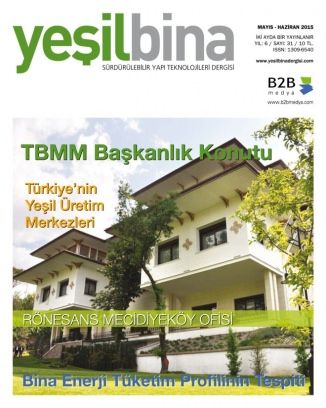 MAYIS - HAZİRAN 2015
İKİ AYDA BİR YAYINLANIR
YIL: 6 / SAYI: 31 / 10 TL.
ISSN: 1309-6540
www.yesilbinadergisi.com
yeşilbina
SÜRDÜRÜLEBİLİR YAPI TEKNOLOJİLERİ DERGİSİ
B2B
medya
www.b2bmedya.com
TBMM Başkanlık Konutu
Türkiye'nin
Yeşil Üretim
Merkezleri
RÖNESANS MECİDİYEKÖY OFİSİ
Bina Enerji Tüketim Profilinin Tespiti